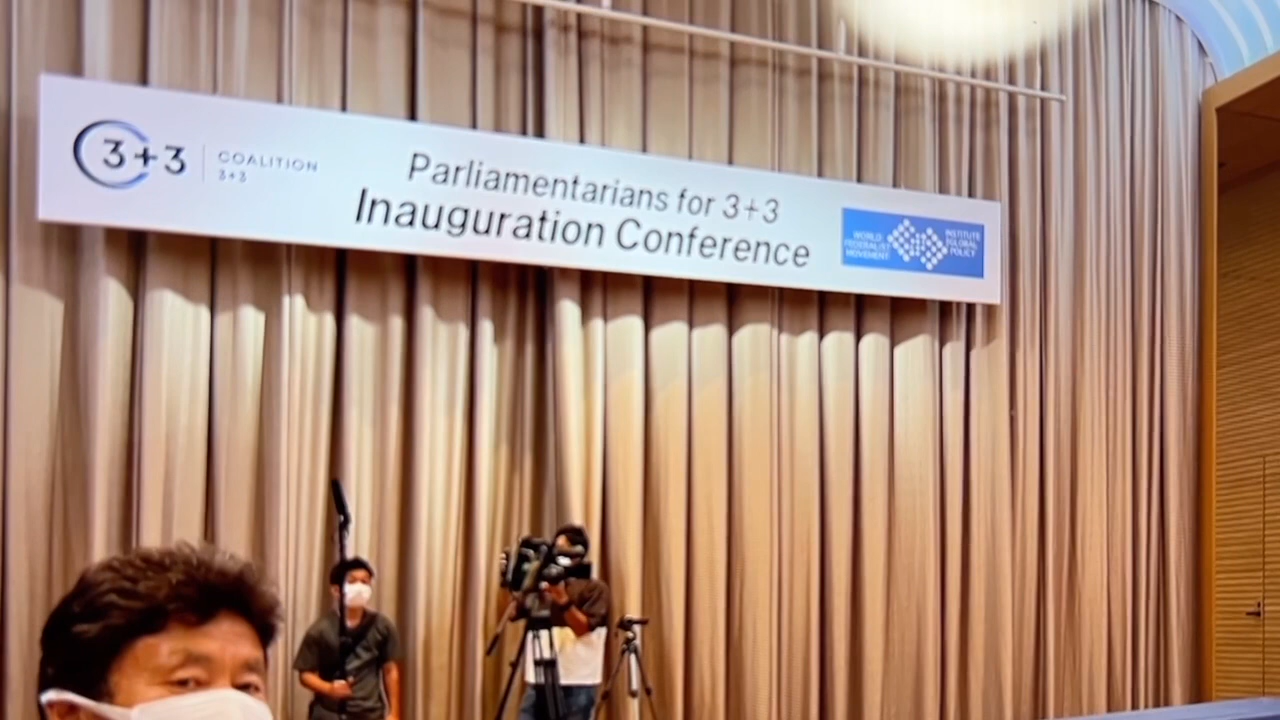 3+3
COALITION
3+3
Parliamentarians for 3+3
Inauguration Conference
WORLD
FEDERALIST
MOVEMENT
INSTITUTE
GLOBAL
POLICY